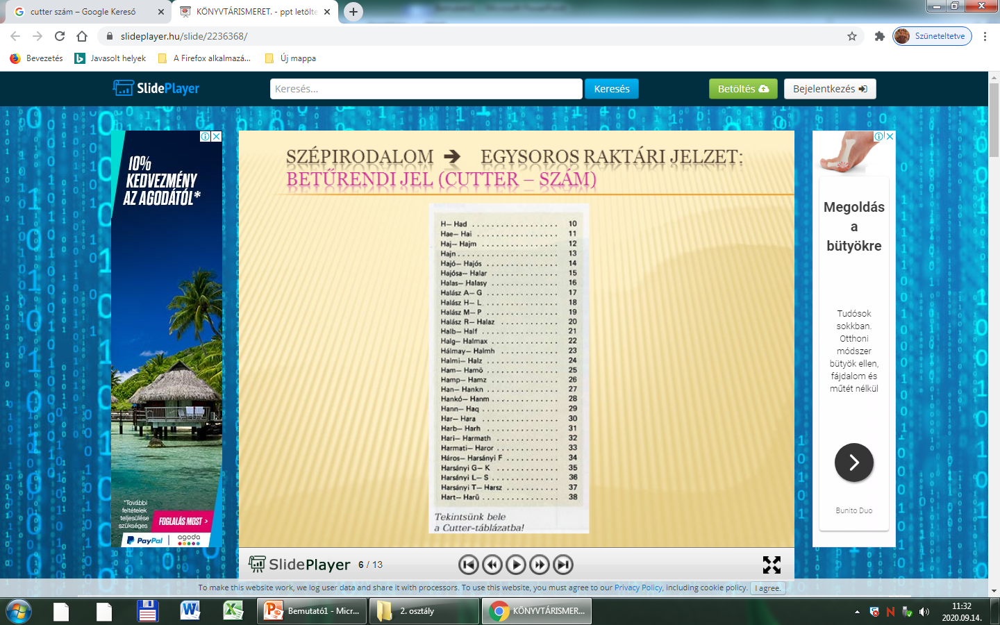 cutter szám – Google Kereső
KÖNYVTÁRISMERET. - ppt letölte
slideplayer.hu/slide/2236368/
Szüneteltetve
Bevezetés
Javasolt helyek
A Firefox alkalmazá...
Új mappa
SlidePlayer
Keresés...
Keresés
Betöltés
Bejelentkezés
10%
KEDVEZMÉNY
AZ AGODÁTÓL*
*További
feltételek
teljesülése
szükséges
FOGLALÁS MOST >
PayPal
agoda
SZÉPIRODALOM ➔ EGYSOROS RAKTÁRI JELZET:
BETŰRENDI JEL (CUTTER – SZÁM)
H– Had . . . . . . . . . . . . . . . . . . 10
Hae– Hai . . . . . . . . . . . . . . . . . 11
Haj– Hajm . . . . . . . . . . . . . . . . 12
Hajn . . . . . . . . . . . . . . . . . . . . . 13
Hajó– Hajós . . . . . . . . . . . . . . . 14
Hajósa– Halar . . . . . . . . . . . . . . 15
Halas– Halasy . . . . . . . . . . . . . . 16
Halász A– G . . . . . . . . . . . . . . . 17
Halász H– L . . . . . . . . . . . . . . . 18
Halász M– P . . . . . . . . . . . . . . . 19
Halász R– Halaz . . . . . . . . . . . . 20
Halb– Half . . . . . . . . . . . . . . . . 21
Halg– Halmax . . . . . . . . . . . . . . 22
Hálmay– Halmh . . . . . . . . . . . . 23
Halmi– Halz . . . . . . . . . . . . . . . 24
Ham– Hamö . . . . . . . . . . . . . . . 25
Hamp– Hamz . . . . . . . . . . . . . . 26
Han– Hankn . . . . . . . . . . . . . . . 27
Hankó– Hanm . . . . . . . . . . . . . . 28
Hann– Haq . . . . . . . . . . . . . . . . 29
Har– Hara . . . . . . . . . . . . . . . . 30
Harb– Harh . . . . . . . . . . . . . . . 31
Hari– Harmath . . . . . . . . . . . . . 32
Harmati– Haror . . . . . . . . . . . . . 33
Háros– Harsányi F . . . . . . . . . . . 34
Harsányi G– K . . . . . . . . . . . . . 35
Harsányi L– S . . . . . . . . . . . . . . 36
Harsányi T– Harsz . . . . . . . . . . . 37
Hart– Harű . . . . . . . . . . . . . . . . 38
Tekintsünk bele
a Cutter-táblázatba!
Megoldás
a
bütyökre
Tudósok
sokkban.
Otthoni
módszer
bütyök ellen,
fájdalom és
műtét nélkül
Bunito Duo
SlidePlayer
6 / 13
To make this website work, we log user data and share it with processors. To use this website, you must agree to our Privacy Policy, including cookie policy.
I agree.
Bemutató1 - Micr...
2. osztály
KÖNYVTÁRISMER...
11:32
2020.09.14.